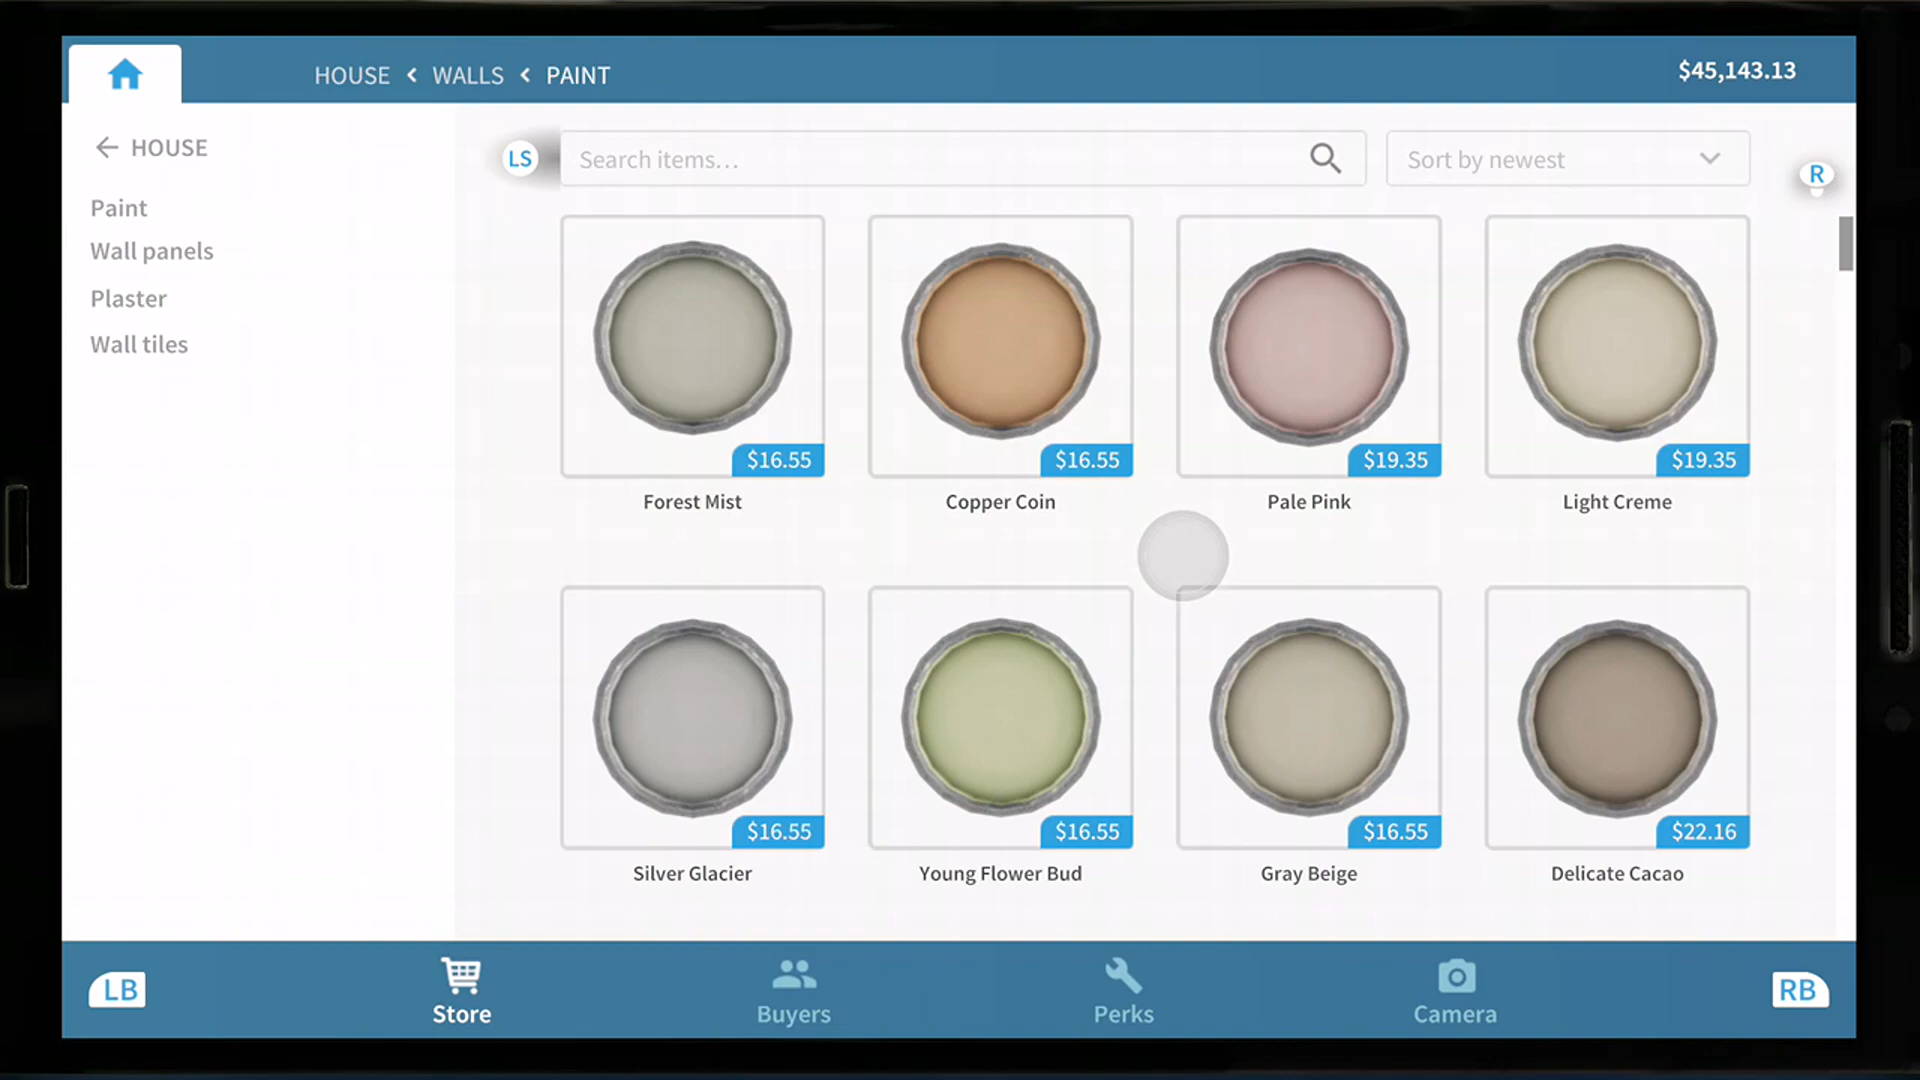 HOUSE < WALLS < PAINT
$45,143.13
HOUSE
Paint
Wall panels
Plaster
Wall tiles
LS
Search items...
Sort by newest
R
$16.55
$16.55
$19.35
$19.35
Forest Mist
Copper Coin
Pale Pink
Light Creme
$16.55
$16.55
$16.55
$22.16
Silver Glacier
Young Flower Bud
Gray Beige
Delicate Cacao
LB
Store
Buyers
Perks
Camera
RB